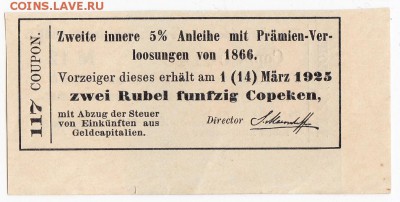 COINS.LAVE.RU
117 COUPON.
Zweite innere 5% Anleihe mit Prämien-Ver-
loosungen von 1866.
Vorzeiger dieses erhält am 1 (14) März 1925
zwei Rubel funfzig Copeken,
mit Abzug der Steuer
von Einkünften aus
Geldcapitalien.
Director